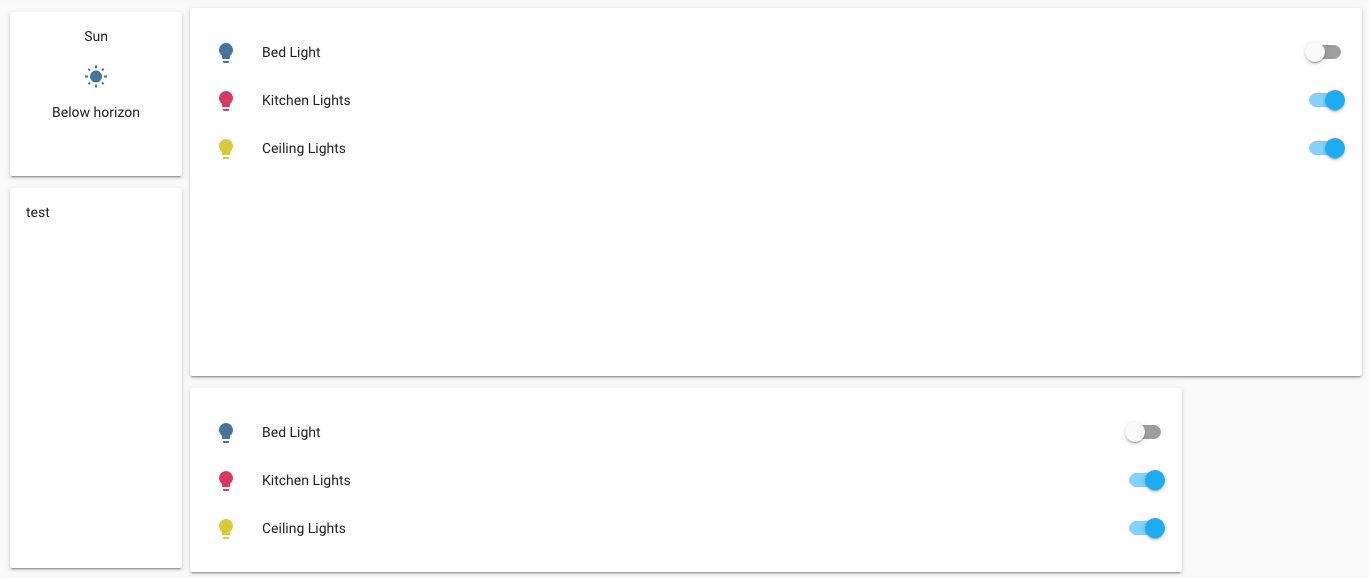 Sun
Below horizon
test
Bed Light
Kitchen Lights
Ceiling Lights
Bed Light
Kitchen Lights
Ceiling Lights